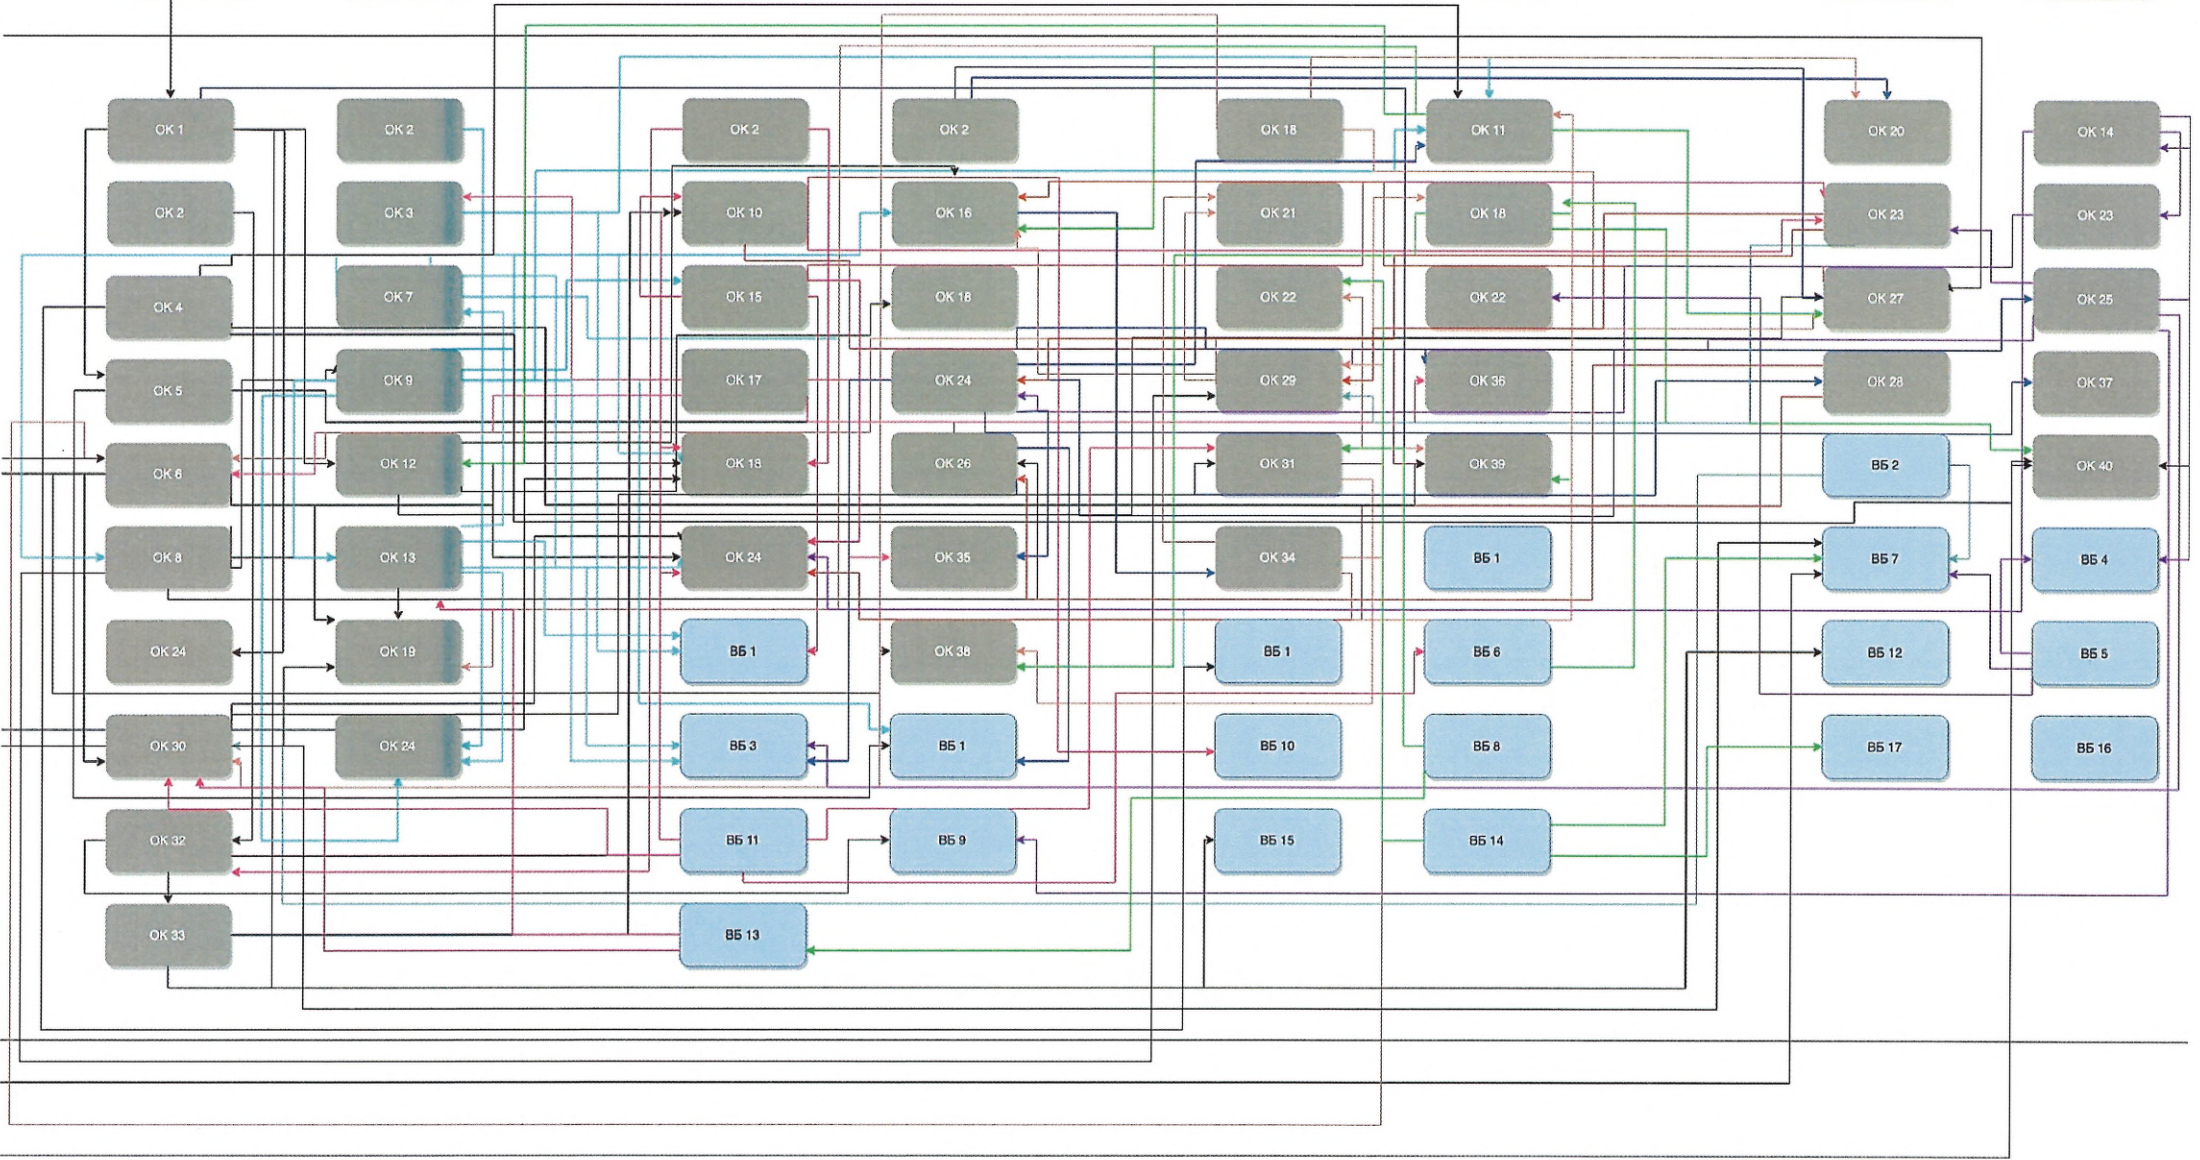 ОК 1
ОК 2
ОК 2
ОК 2
ОК 18
ОК 11
ОК 20
ОК 14
ОК 2
ОК 3
ОК 10
ОК 16
ОК 21
ОК 18
ОК 23
ОК 23
ОК 4
ОК 7
ОК 15
ОК 18
ОК 22
ОК 22
ОК 27
ОК 25
ОК 5
ОК 9
ОК 17
ОК 24
ОК 29
ОК 36
ОК 28
ОК 37
ОК 6
ОК 12
ОК 18
ОК 26
ОК 31
ОК 39
ВБ 2
ОК 40
ОК 8
ОК 13
ОК 24
ОК 35
ОК 34
ВБ 1
ВБ 7
ВБ 4
ОК 24
ОК 19
ВБ 1
ОК 38
ВБ 1
ВБ 6
ВБ 12
ВБ 5
ОК 30
ОК 24
ВБ 3
ВБ 1
ВБ 10
ВБ 8
ВБ 17
ВБ 16
ОК 32
ВБ 11
ВБ 9
ВБ 15
ВБ 14
ОК 33
ВБ 13